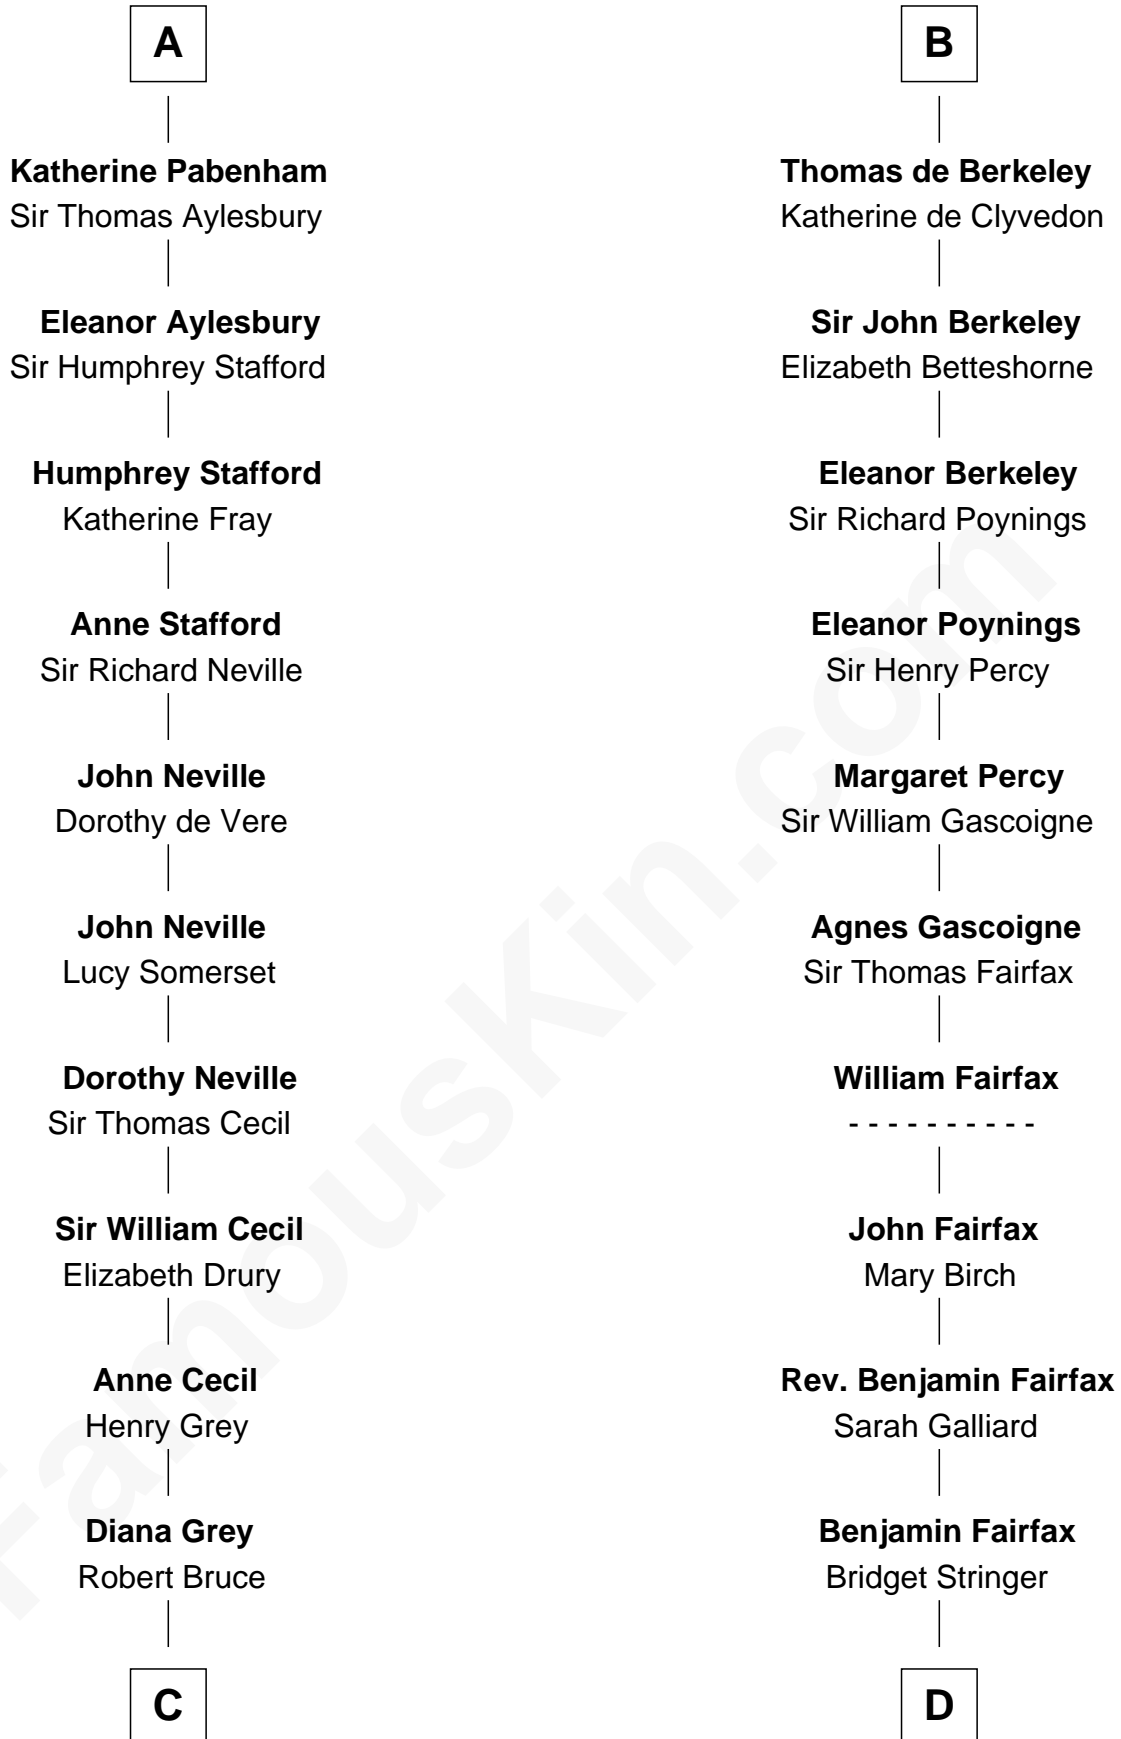 A
Katherine Pabenham
Sir Thomas Aylesbury
Eleanor Aylesbury
Sir Humphrey Stafford
Humphrey Stafford
Katherine Fray
Anne Stafford
Sir Richard Neville
John Neville
Dorothy de Vere
John Neville
Lucy Somerset
Dorothy Neville
Sir Thomas Cecil
Sir William Cecil
Elizabeth Drury
Anne Cecil
Henry Grey
Diana Grey
Robert Bruce
C
B
Thomas de Berkeley
Katherine de Clyvedon
Sir John Berkeley
Elizabeth Betteshorne
Eleanor Berkeley
Sir Richard Poynings
Eleanor Poynings
Sir Henry Percy
Margaret Percy
Sir William Gascoigne
Agnes Gascoigne
Sir Thomas Fairfax
William Fairfax
- - - - - - - - - -
John Fairfax
Mary Birch
Rev. Benjamin Fairfax
Sarah Galliard
Benjamin Fairfax
Bridget Stringer
D
FamousKin.com